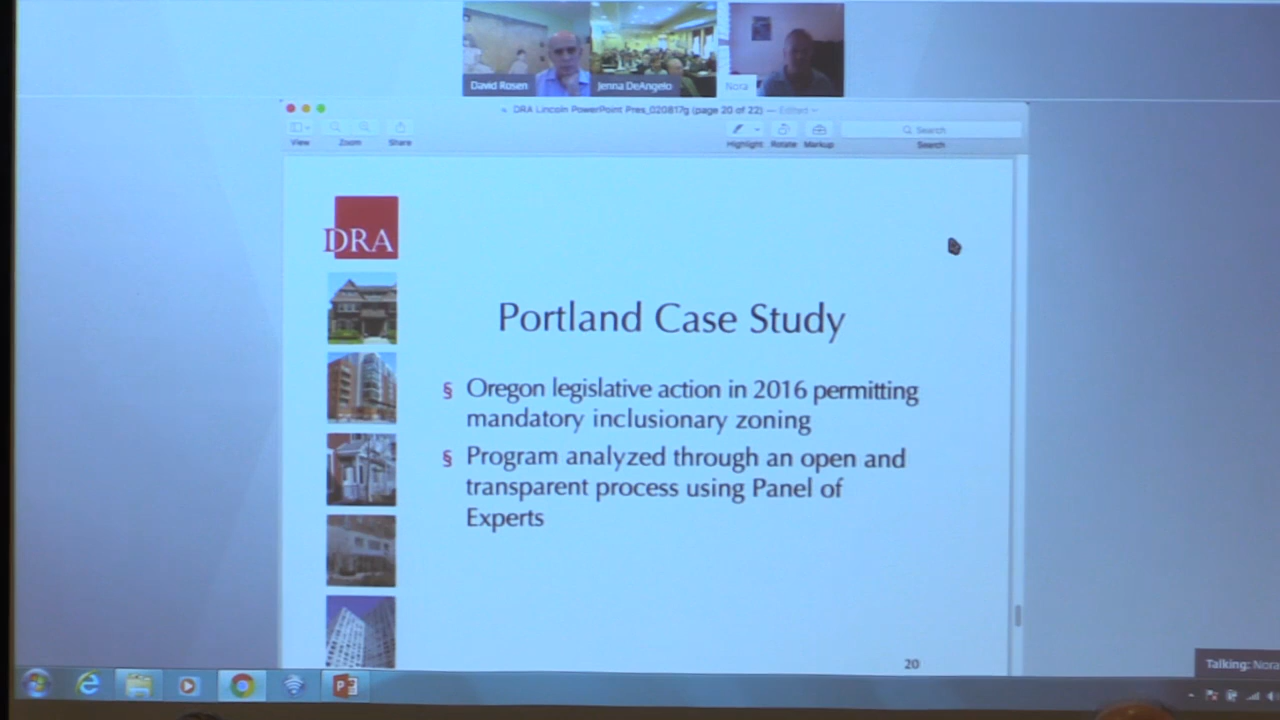 David Rosen
Jenna DeAngelo
Nora
DRA Lincoln PowerPoint Pres_020817g (page 20 of 22) — Edited
View
Zoom
Share
Highlight
Rotate
Markup
Search
Search
DRA
Portland Case Study
§ Oregon legislative action in 2016 permitting
mandatory inclusionary zoning
§ Program analyzed through an open and
transparent process using Panel of
Experts
20
Talking: Nora